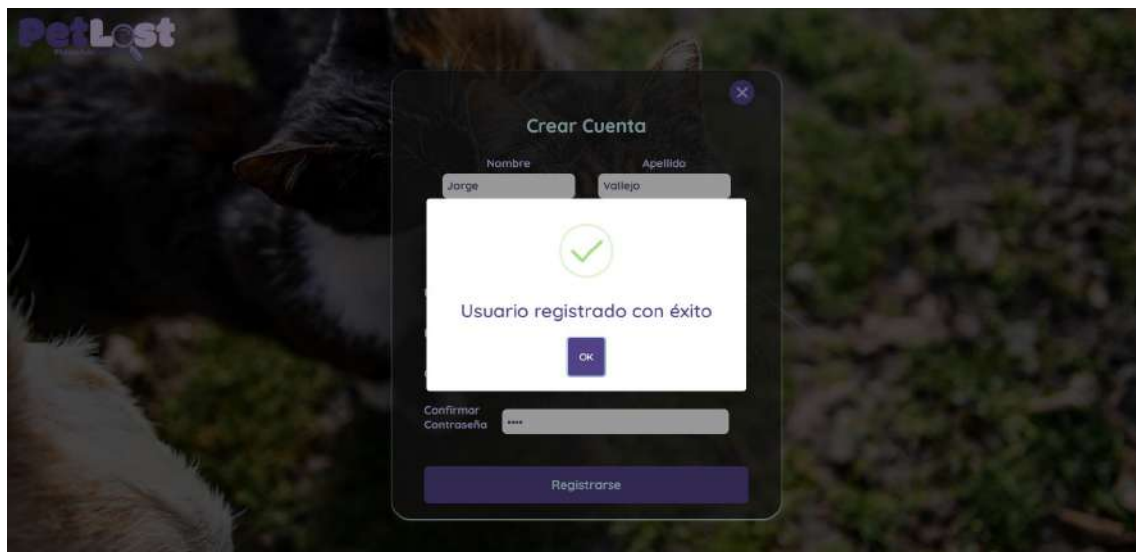 PetLost
Crear Cuenta
Nombre Apellido
Jorge Vallejo
Usuario registrado con éxito
OK
Confirmar
Contraseña ••••
Registrarse